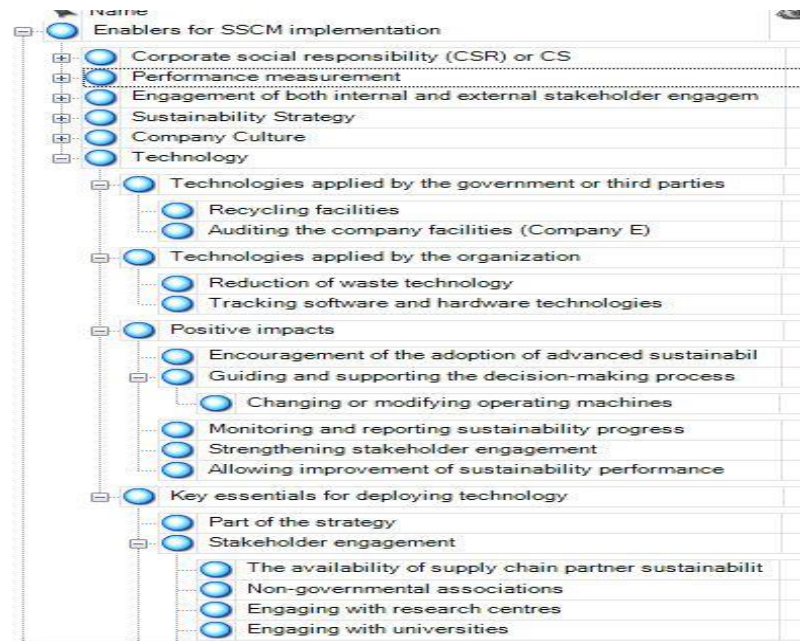 Name
Enablers for SSCM implementation
Corporate social responsibility (CSR) or CS
Performance measurement
Engagement of both internal and external stakeholder engagem
Sustainability Strategy
Company Culture
Technology
Technologies applied by the government or third parties
Recycling facilities
Auditing the company facilities (Company E)
Technologies applied by the organization
Reduction of waste technology
Tracking software and hardware technologies
Positive impacts
Encouragement of the adoption of advanced sustainabil
Guiding and supporting the decision-making process
Changing or modifying operating machines
Monitoring and reporting sustainability progress
Strengthening stakeholder engagement
Allowing improvement of sustainability performance
Key essentials for deploying technology
Part of the strategy
Stakeholder engagement
The availability of supply chain partner sustainabilit
Non-governmental associations
Engaging with research centres
Engaging with universities